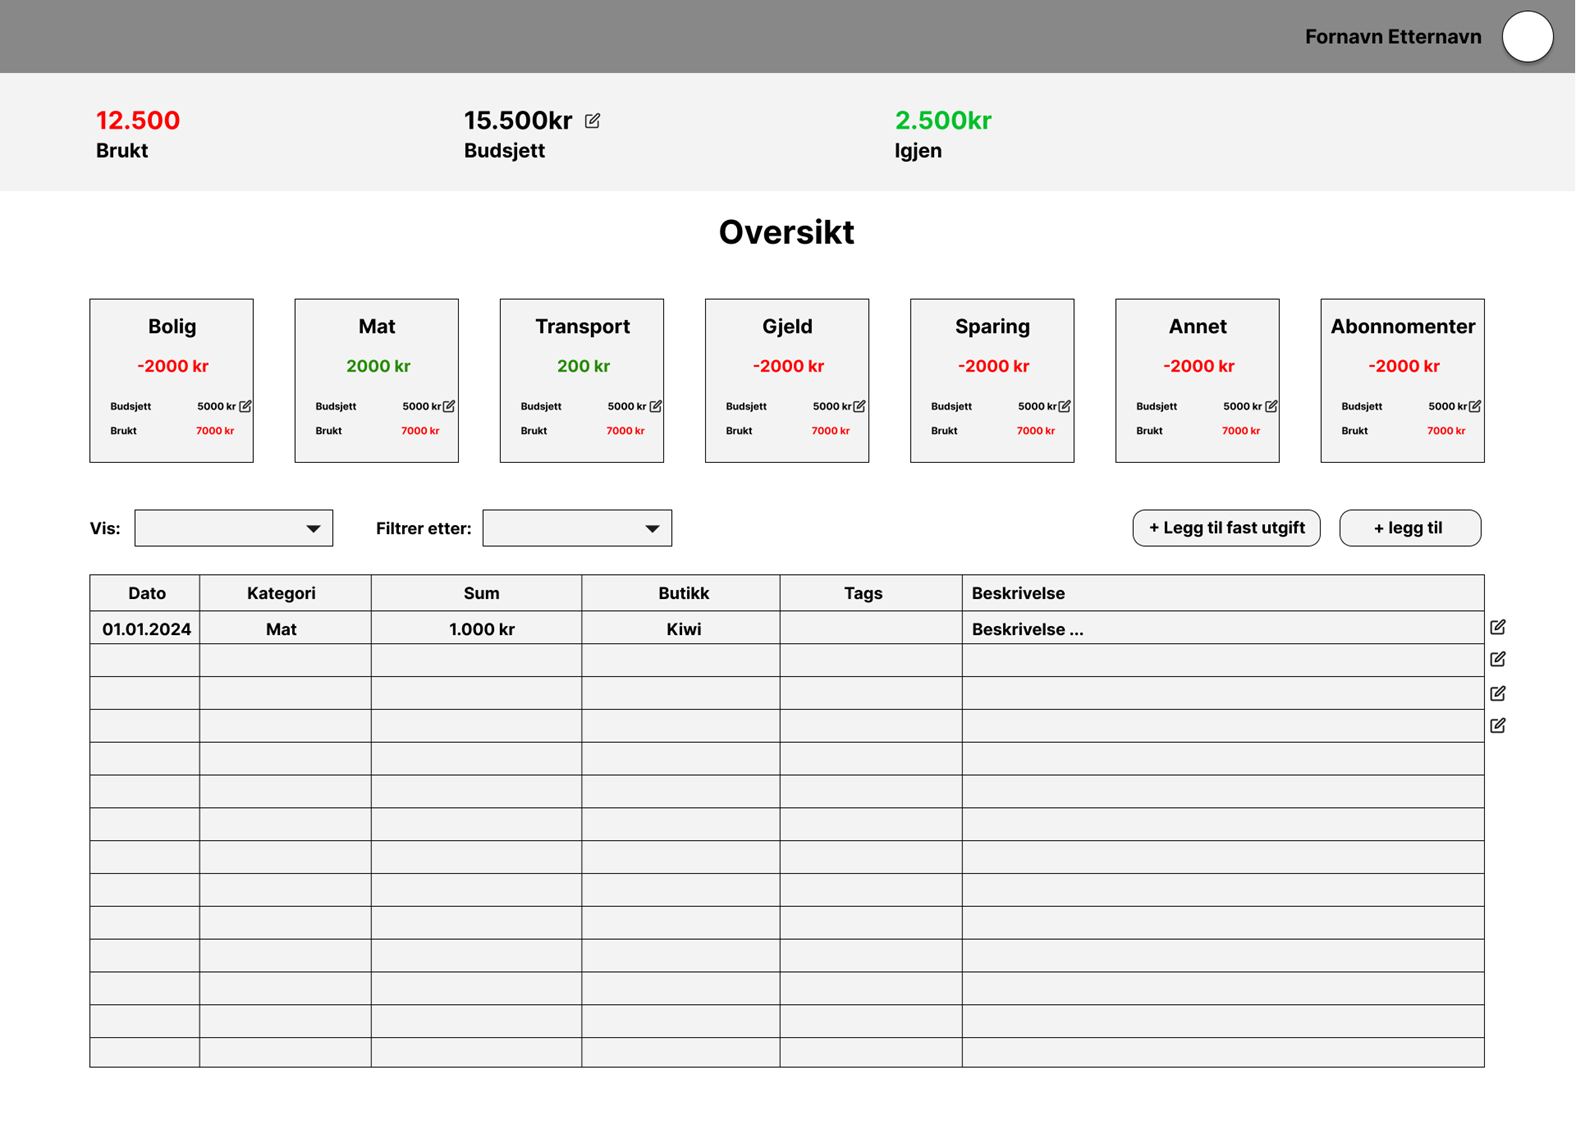 Fornavn Etternavn
12.500 15.500kr 2.500kr
Brukt Budsjett Igjen
Oversikt
Bolig Mat Transport Gjeld Sparing Annet Abonnomenter
-2000 kr 2000 kr 200 kr -2000 kr -2000 kr -2000 kr -2000 kr
Budsjett 5000 kr Budsjett 5000 kr Budsjett 5000 kr Budsjett 5000 kr Budsjett 5000 kr Budsjett 5000 kr Budsjett 5000 kr
Brukt 7000 kr Brukt 7000 kr Brukt 7000 kr Brukt 7000 kr Brukt 7000 kr Brukt 7000 kr Brukt 7000 kr
Vis: Filtrer etter: + Legg til fast utgift + legg til
Dato Kategori Sum Butikk Tags Beskrivelse
01.01.2024 Mat 1.000 kr Kiwi Beskrivelse ...